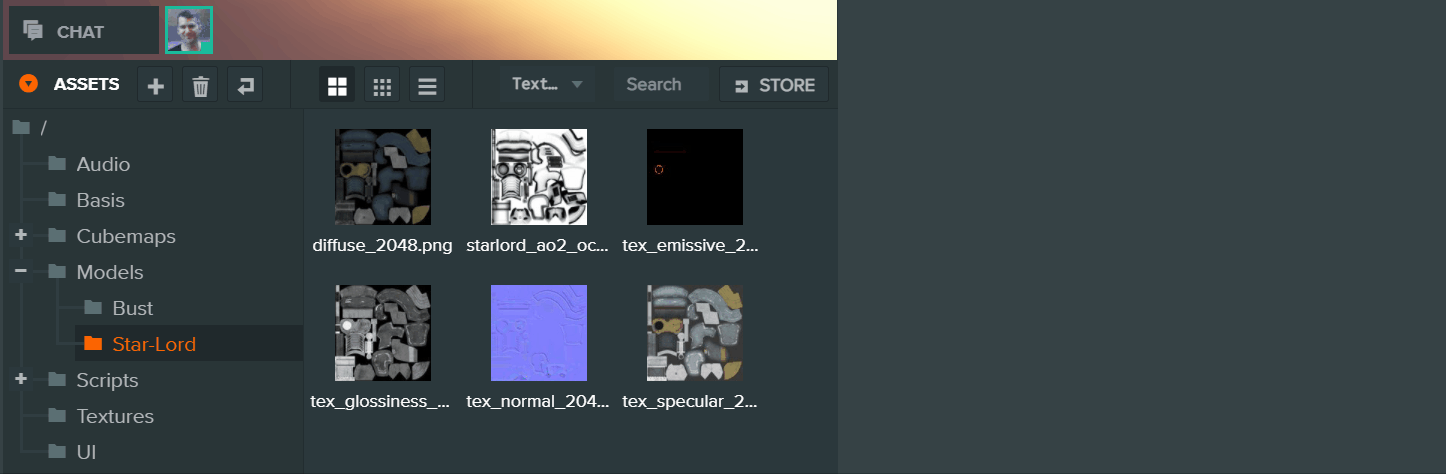 CHAT
ASSETS
Text...
Search
STORE
/
Audio
Basis
Cubemaps
Models
Bust
Star-Lord
Scripts
Textures
UI
diffuse_2048.png
starlord_ao2_oc...
tex_emissive_2...
tex_glossiness_...
tex_normal_204...
tex_specular_2...